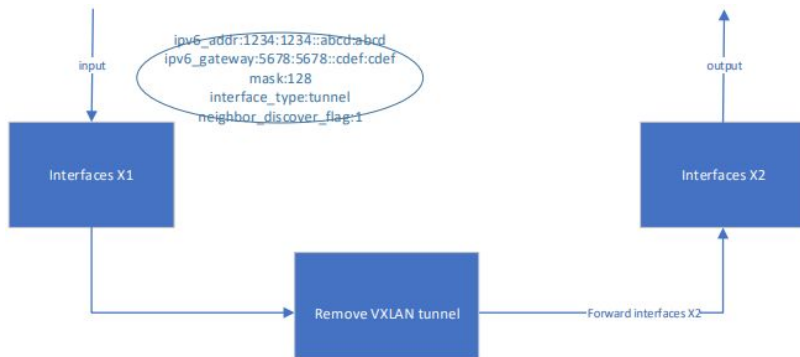 input
ipv6_addr:1234:1234::abcd:abcd
ipv6_gateway:5678:5678::cdef:cdef
mask:128
interface_type:tunnel
neighbor_discover_flag:1
output
Interfaces X1
Interfaces X2
Remove VXLAN tunnel
Forward interfaces X2